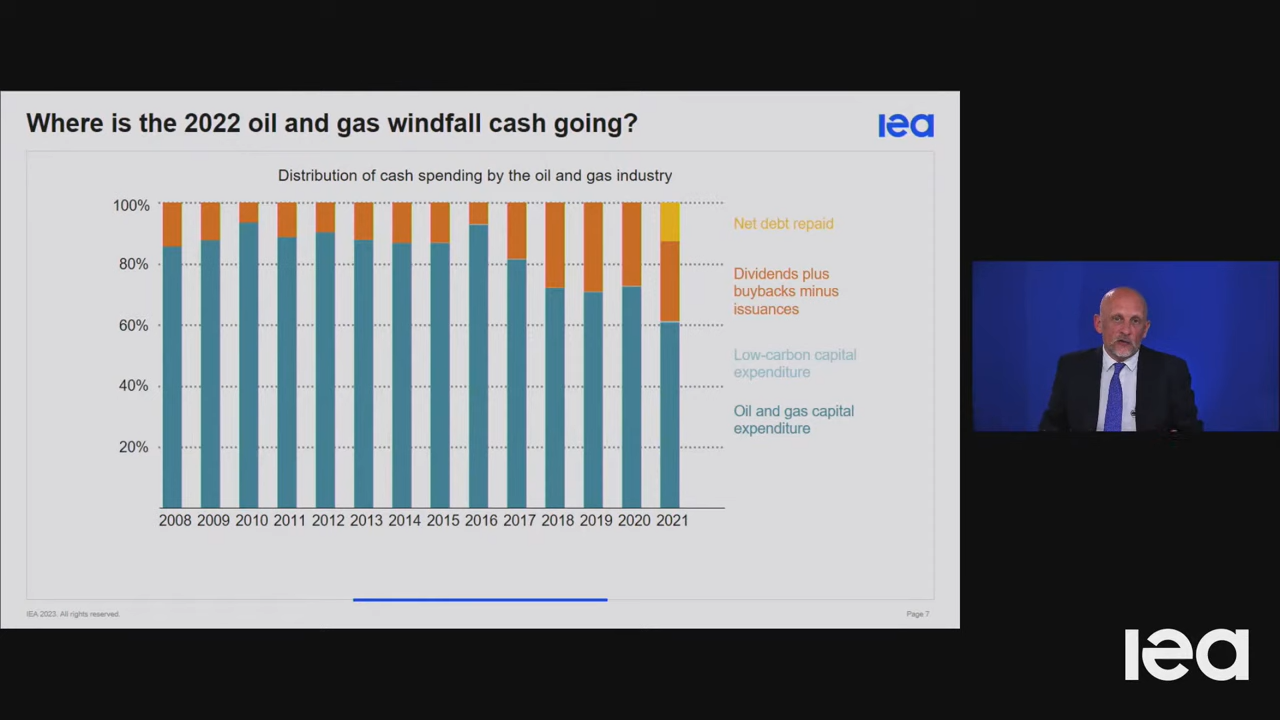 Where is the 2022 oil and gas windfall cash going?
iea
Distribution of cash spending by the oil and gas industry
100%
80%
60%
40%
20%
2008 2009 2010 2011 2012 2013 2014 2015 2016 2017 2018 2019 2020 2021
Net debt repaid
Dividends plus
buybacks minus
issuances
Low-carbon capital
expenditure
Oil and gas capital
expenditure
IEA 2023. All rights reserved.
Page 7
iea